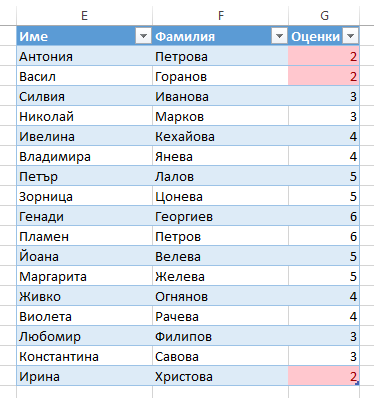 E F G
Име Фамилия Оценки
Антония Петрова 2
Васил Горанов 2
Силвия Иванова 3
Николай Марков 3
Ивелина Кехайова 4
Владимира Янева 4
Петър Лалов 5
Зорница Цонева 5
Генади Георгиев 6
Пламен Петров 6
Йоана Велева 5
Маргарита Желева 5
Живко Огнянов 4
Виолета Рачева 4
Любомир Филипов 3
Константина Савова 3
Ирина Христова 2